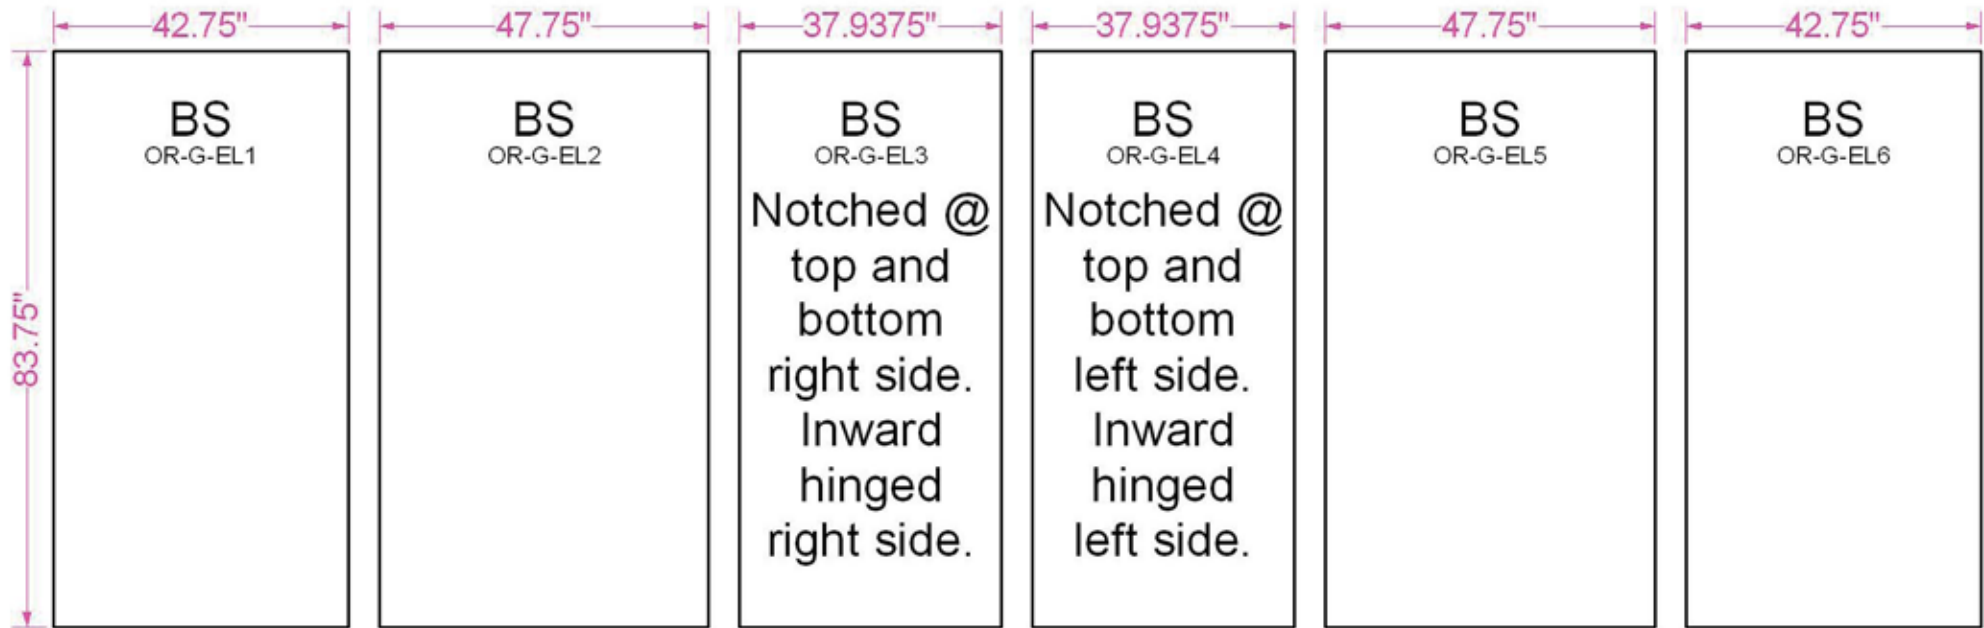 42.75"
47.75"
37.9375"
37.9375"
47.75"
42.75"
83.75"
BS
OR-G-EL1
BS
OR-G-EL2
BS
OR-G-EL3
Notched @
top and
bottom
right side.
Inward
hinged
right side.
BS
OR-G-EL4
Notched @
top and
bottom
left side.
Inward
hinged
left side.
BS
OR-G-EL5
BS
OR-G-EL6